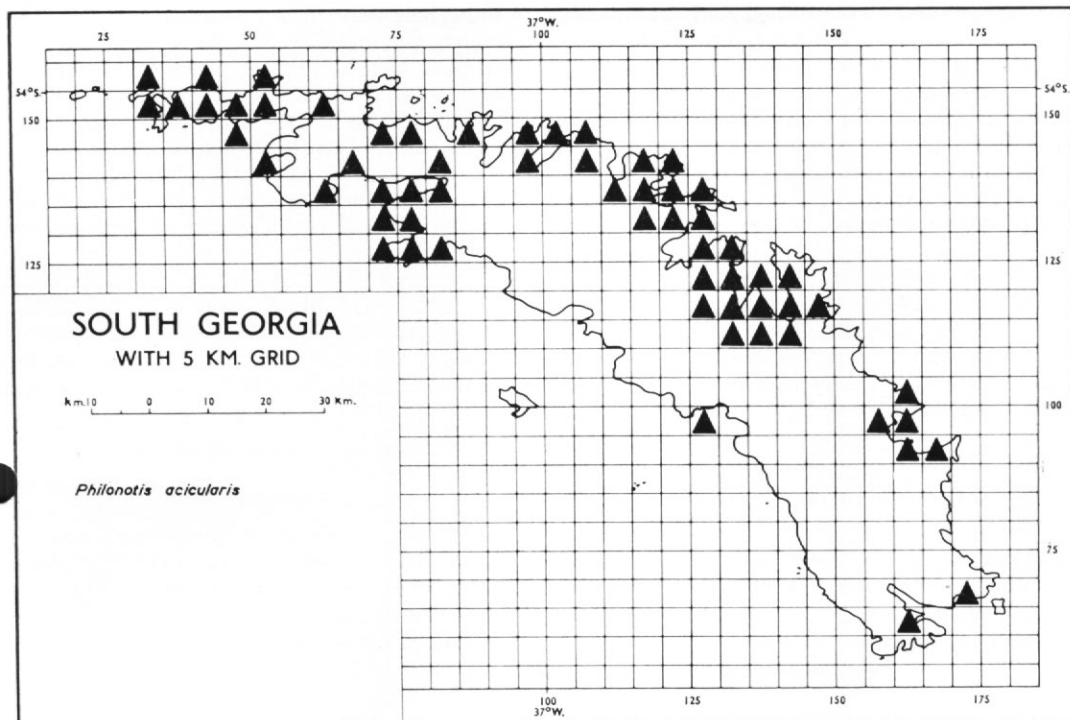 37°W.
25 50 75 100 125 150 175
54°S. 54°S.
150 150
125 125
SOUTH GEORGIA
WITH 5 KM. GRID
km.10 0 10 20 30 km.
100
Philonotis acicularis
75
100 125 150 175
37°W.